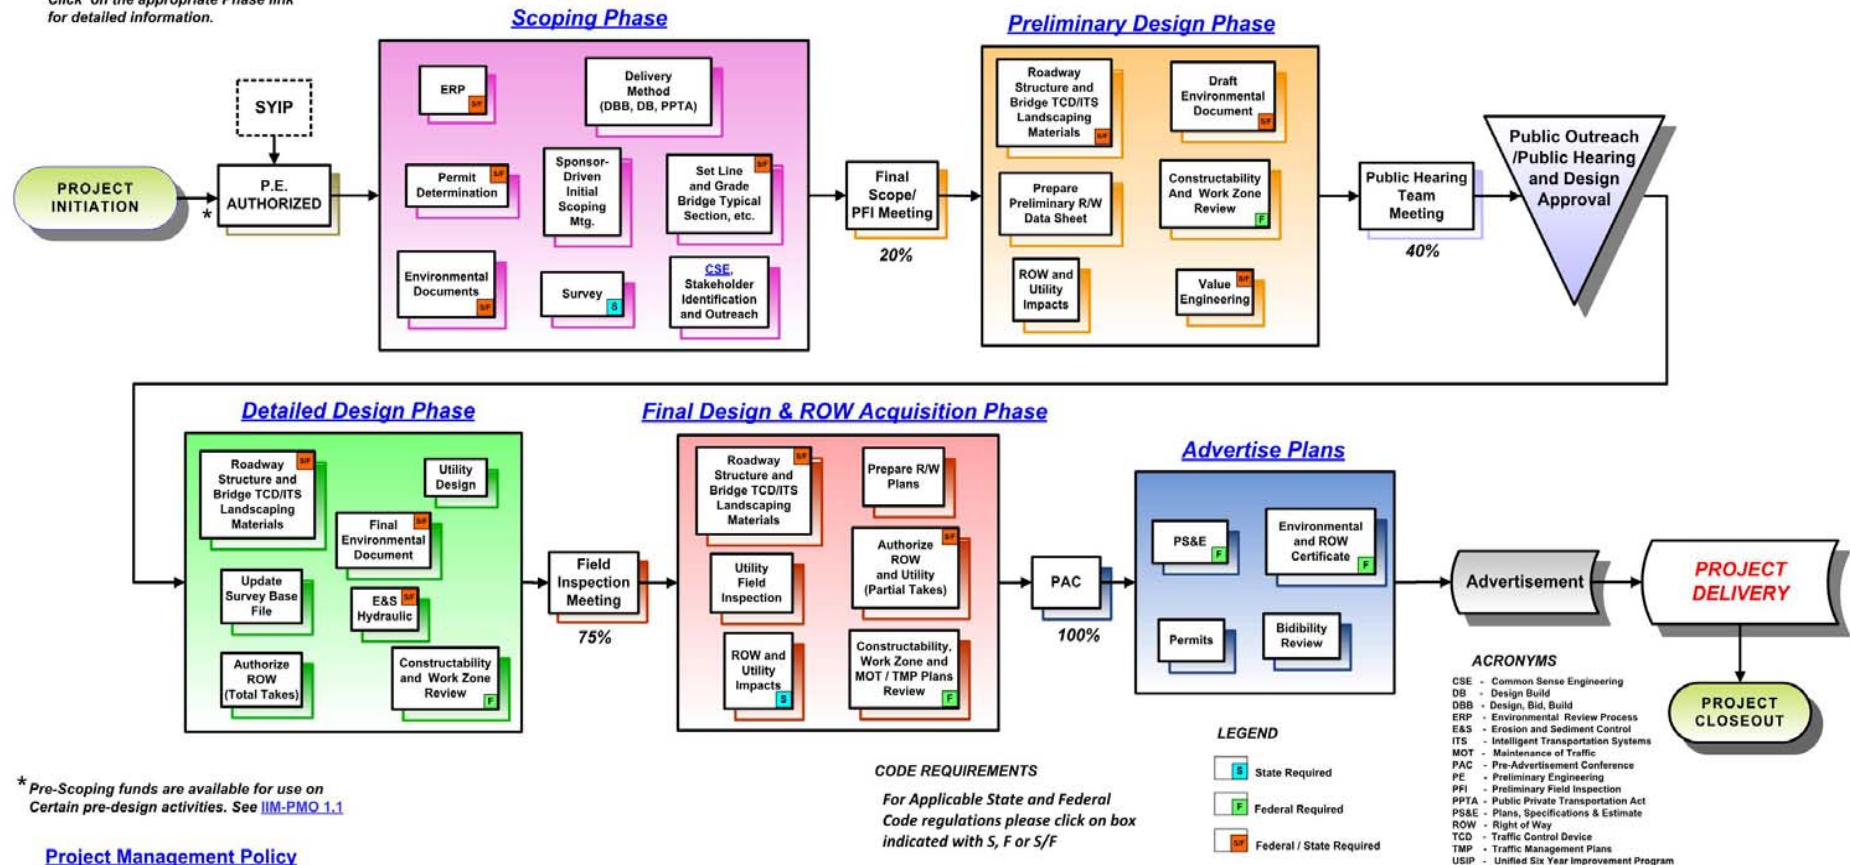 Click on the appropriate Phase link
for detailed information.
Scoping Phase
Preliminary Design Phase
SYIP
PROJECT
INITIATION
*
P.E.
AUTHORIZED
ERP
S/F
Delivery
Method
(DBB, DB, PPTA)
Permit
Determination
S/F
Sponsor-
Driven
Initial
Scoping
Mtg.
Set Line
and Grade
Bridge Typical
Section, etc.
S/F
Environmental
Documents
S/F
Survey
S
CSE,
Stakeholder
Identification
and Outreach
Final
Scope/
PFI Meeting
20%
Roadway
Structure and
Bridge TCD/ITS
Landscaping
Materials
S/F
Draft
Environmental
Document
S/F
Prepare
Preliminary R/W
Data Sheet
Constructability
And Work Zone
Review
F
ROW and
Utility
Impacts
Value
Engineering
S/F
Public Hearing
Team
Meeting
40%
Public Outreach
/Public Hearing
and Design
Approval
Detailed Design Phase
Final Design & ROW Acquisition Phase
Advertise Plans
Roadway
Structure and
Bridge TCD/ITS
Landscaping
Materials
S/F
Utility
Design
Final
Environmental
Document
S/F
Update
Survey Base
File
E&S
Hydraulic
S/F
Authorize
ROW
(Total Takes)
Constructability
and Work Zone
Review
F
Field
Inspection
Meeting
75%
Roadway
Structure and
Bridge TCD/ITS
Landscaping
Materials
S/F
Prepare R/W
Plans
Utility
Field
Inspection
Authorize
ROW
and Utility
(Partial Takes)
S/F
ROW and
Utility
Impacts
S
Constructability,
Work Zone and
MOT / TMP Plans
Review
F
PAC
100%
PS&E
F
Environmental
and ROW
Certificate
F
Permits
Bidibility
Review
Advertisement
PROJECT
DELIVERY
PROJECT
CLOSEOUT
* Pre-Scoping funds are available for use on
Certain pre-design activities. See IIM-PMO 1.1
Project Management Policy
CODE REQUIREMENTS
For Applicable State and Federal
Code regulations please click on box
indicated with S, F or S/F
LEGEND
S State Required
F Federal Required
S/F Federal / State Required
ACRONYMS
CSE - Common Sense Engineering
DB - Design Build
DBB - Design, Bid, Build
ERP - Environmental Review Process
E&S - Erosion and Sediment Control
ITS - Intelligent Transportation Systems
MOT - Maintenance of Traffic
PAC - Pre-Advertisement Conference
PE - Preliminary Engineering
PFI - Preliminary Field Inspection
PPTA - Public Private Transportation Act
PS&E - Plans, Specifications & Estimate
ROW - Right of Way
TCD - Traffic Control Device
TMP - Traffic Management Plans
USIP - Unified Six Year Improvement Program